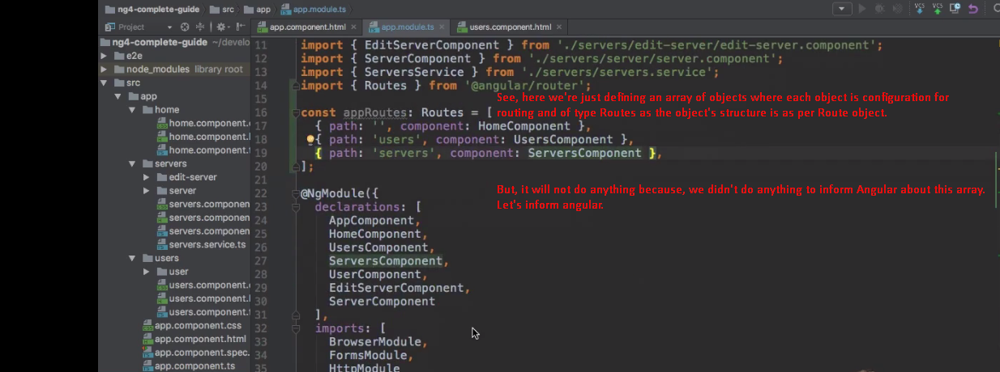 ng4-complete-guide src app app.module.ts
Project
app.component.html × app.module.ts × users.component.html ×
ng4-complete-guide ~/develo
e2e
node_modules library root
src
app
home
home.component.
home.component.
home.component.
servers
edit-server
server
servers.component
servers.component
servers.component
servers.service.ts
users
user
users.component.
users.component.
users.component.
app.component.css
app.component.html
app.component.spec.
app.component.ts
11 import { EditServerComponent } from './servers/edit-server/edit-server.component';
12 import { ServerComponent } from './servers/server/server.component';
13 import { ServersService } from './servers/servers.service';
14 import { Routes } from '@angular/router';
15
16 const appRoutes: Routes = [
17 { path: '', component: HomeComponent },
18 { path: 'users', component: UsersComponent },
19 { path: 'servers', component: ServersComponent },
20 ];
21
22 @NgModule({
23 declarations: [
24 AppComponent,
25 HomeComponent,
26 UsersComponent,
27 ServersComponent,
28 UserComponent,
29 EditServerComponent,
30 ServerComponent
31 ],
32 imports: [
33 BrowserModule,
34 FormsModule,
35 HttpModule
See, here we're just defining an array of objects where each object is configuration for
routing and of type Routes as the object's structure is as per Route object.
But, it will not do anything because, we didn't do anything to inform Angular about this array.
Let's inform angular.
VCS VCS